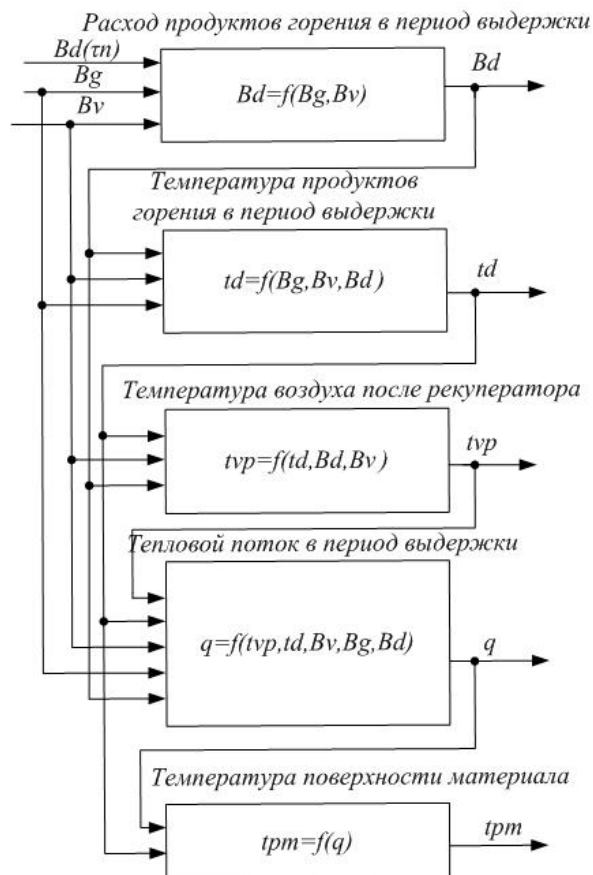 Расход продуктов горения в период выдержки
Bd(τn)
Bg
Bv
Bd=f(Bg,Bv)
Bd
Температура продуктов
горения в период выдержки
td=f(Bg,Bv,Bd)
td
Температура воздуха после рекуператора
tvp=f(td,Bd,Bv)
tvp
Тепловой поток в период выдержки
q=f(tvp,td,Bv,Bg,Bd)
q
Температура поверхности материала
tpm=f(q)
tpm